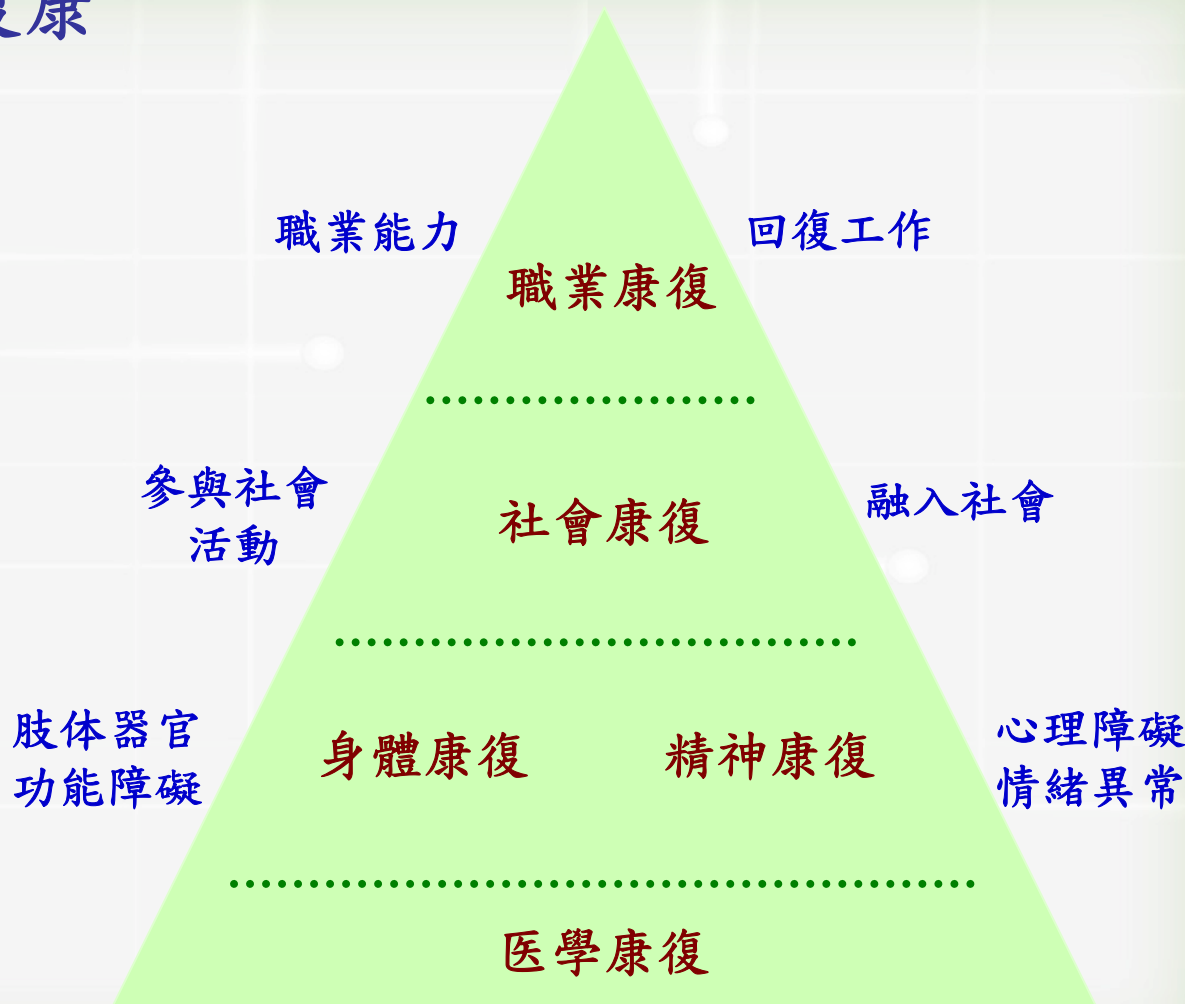 復康
職業能力
回復工作
職業康復
參與社會
活動
社會康復
融入社會
肢体器官
功能障礙
身體康復
精神康復
心理障礙
情緒異常
医學康復